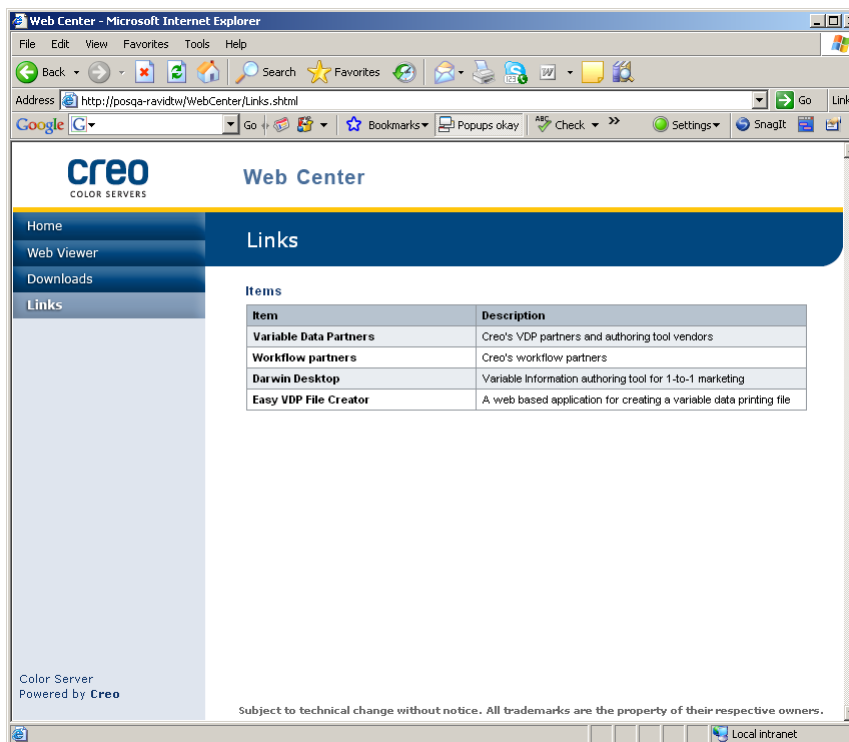 Web Center - Microsoft Internet Explorer
File Edit View Favorites Tools Help
Back Search Favorites
Address http://posqa-ravidtw/WebCenter/Links.shtml Go Link
Google G Go Bookmarks Popups okay ABC Check » Settings SnagIt
creo
COLOR SERVERS
Web Center
Home
Web Viewer
Downloads
Links
Links
Items
Item Description
Variable Data Partners Creo's VDP partners and authoring tool vendors
Workflow partners Creo's workflow partners
Darwin Desktop Variable Information authoring tool for 1-to-1 marketing
Easy VDP File Creator A web based application for creating a variable data printing file
Color Server
Powered by Creo
Subject to technical change without notice. All trademarks are the property of their respective owners.
Local intranet